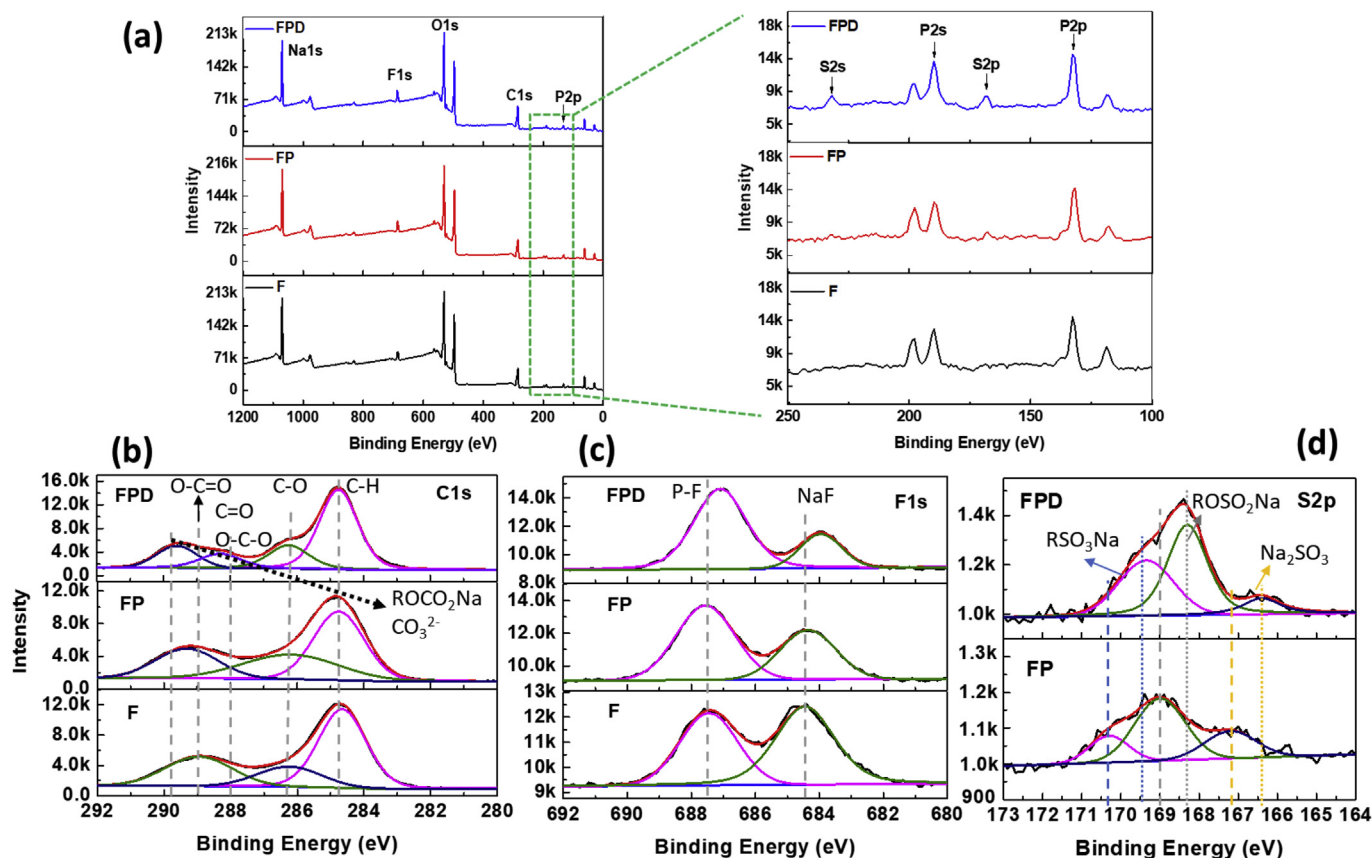 (a)
FPD
Na1s
F1s
O1s
C1s
P2p
213k
142k
71k
0
FP
216k
144k
72k
0
F
213k
142k
71k
0
Intensity
1200 1000 800 600 400 200 0
Binding Energy (eV)
FPD
S2s
P2s
S2p
P2p
18k
14k
9k
5k
FP
18k
14k
9k
5k
F
18k
14k
9k
5k
Intensity
250 200 150 100
Binding Energy (eV)
(b)
FPD
O-C=O
C=O
O-C-O
C-O
C-H
C1s
16.0k
12.0k
8.0k
4.0k
0.0
FP
ROCO₂Na
CO₃²⁻
12.0k
8.0k
4.0k
0.0
F
12.0k
8.0k
4.0k
0.0
Intensity
292 290 288 286 284 282 280
Binding Energy (eV)
(c)
FPD
P-F
NaF
F1s
14.0k
12.0k
10.0k
8.0k
FP
14.0k
12.0k
10.0k
F
13k
12k
11k
10k
9k
692 690 688 686 684 682 680
Binding Energy (eV)
(d)
FPD
S2p
ROSO₂Na
RSO₃Na
Na₂SO₃
1.4k
1.2k
1.0k
FP
1.3k
1.2k
1.1k
1.0k
900
173 172 171 170 169 168 167 166 165 164
Binding Energy (eV)